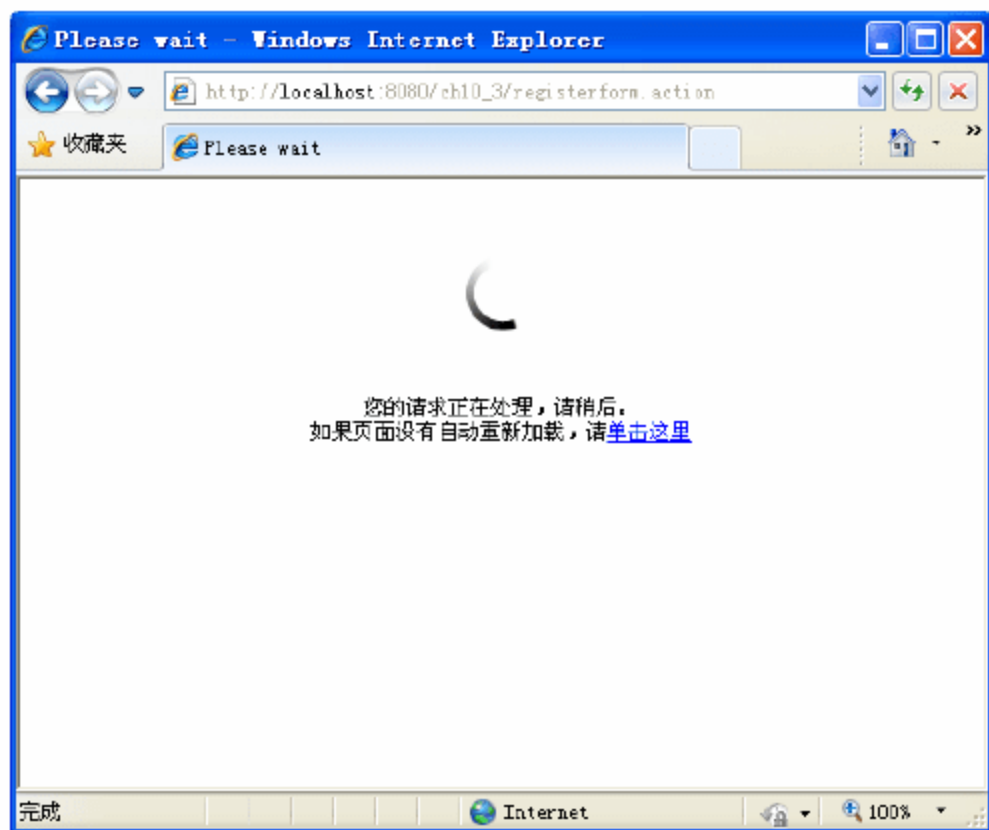 Please wait - Windows Internet Explorer
http://localhost:8080/ch10_3/registerform.action
收藏夹
Please wait
»
您的请求正在处理，请稍后。
如果页面没有自动重新加载，请单击这里
完成
Internet
100%